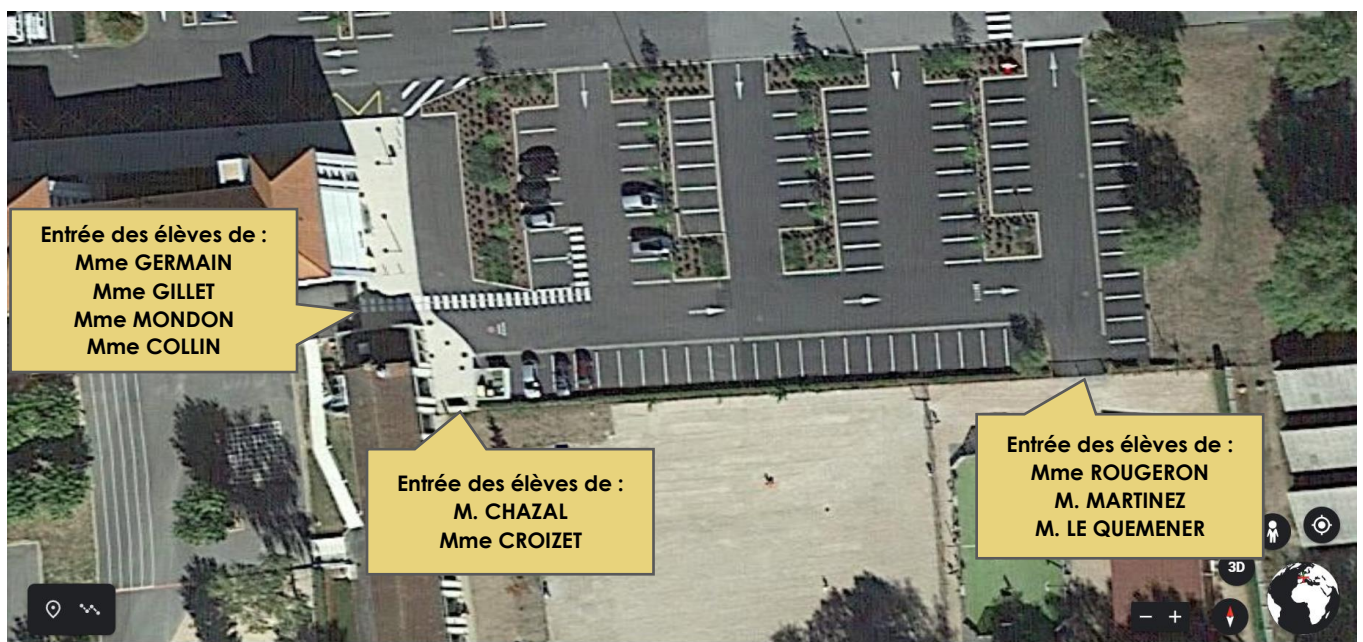 Entrée des élèves de :
Mme GERMAIN
Mme GILLET
Mme MONDON
Mme COLLIN
Entrée des élèves de :
M. CHAZAL
Mme CROIZET
Entrée des élèves de :
Mme ROUGERON
M. MARTINEZ
M. LE QUEMENER
3D